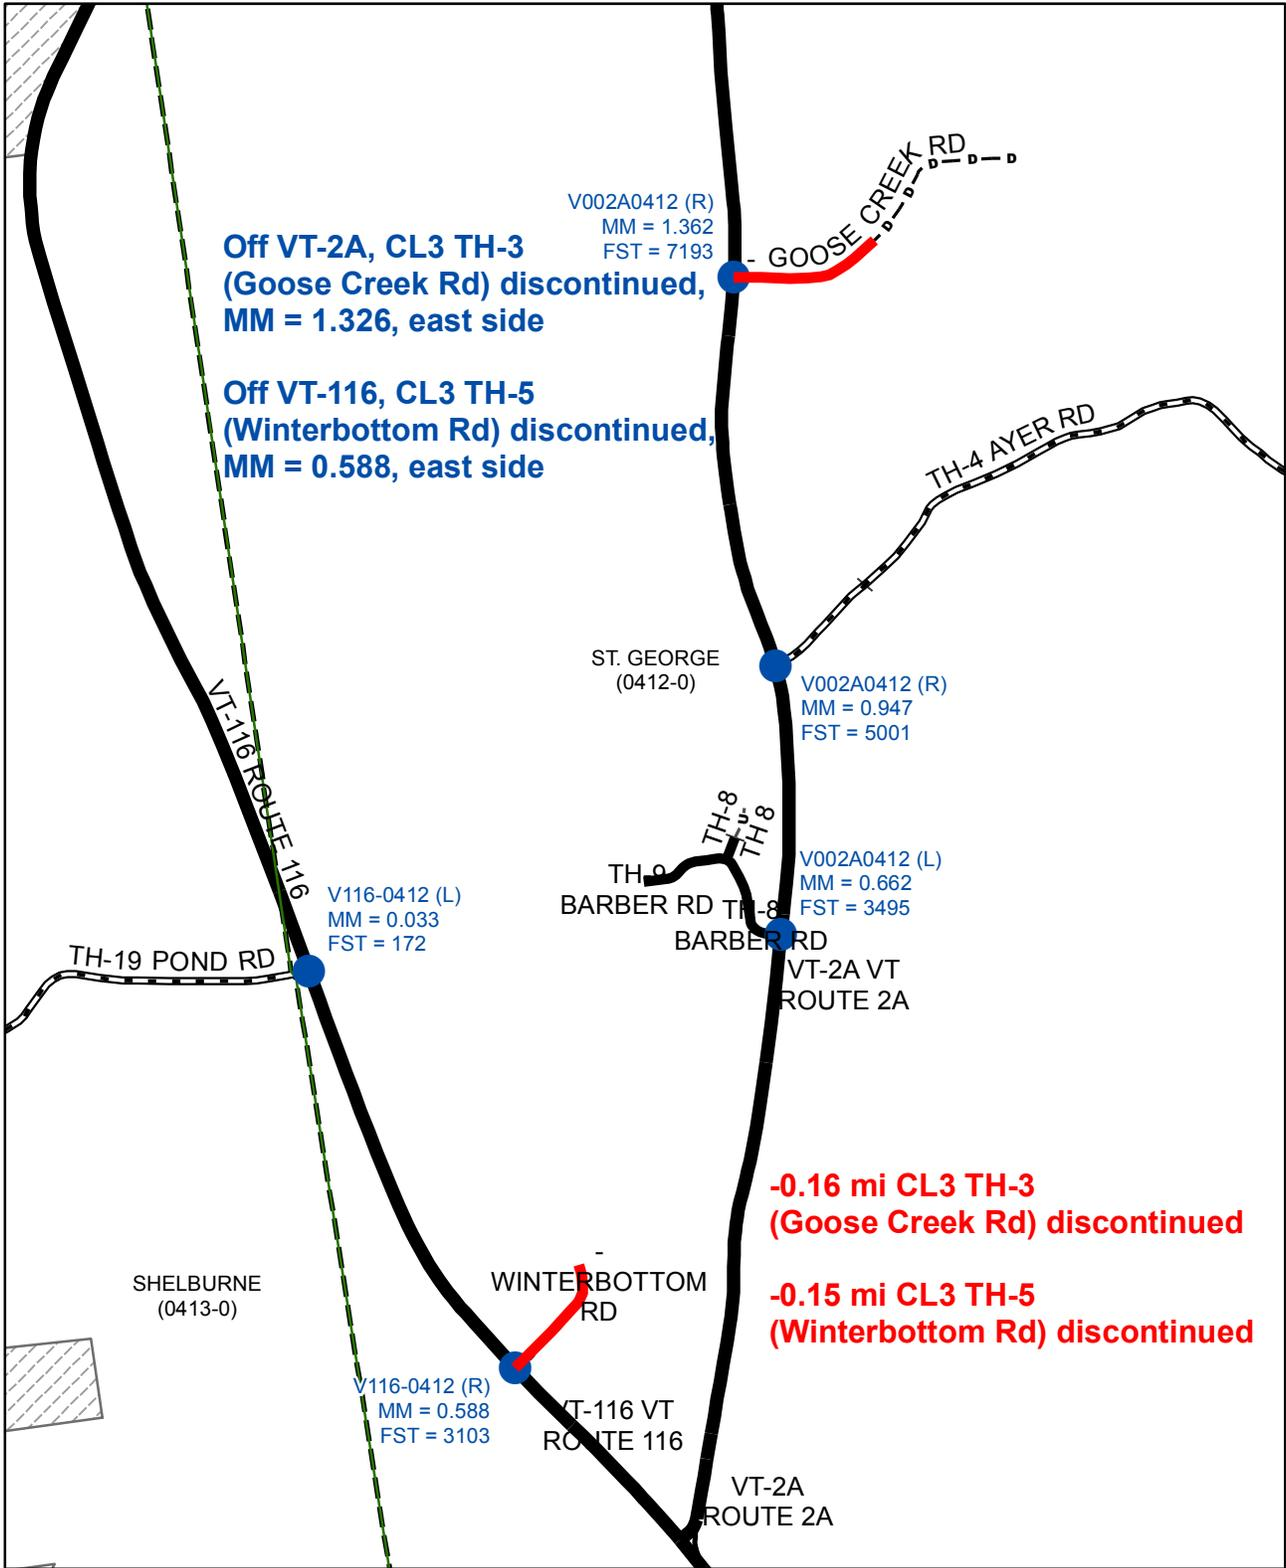 V002A0412 (R)
MM = 1.362
FST = 7193
- GOOSE CREEK RD
D D D D D
Off VT-2A, CL3 TH-3
(Goose Creek Rd) discontinued,
MM = 1.326, east side
Off VT-116, CL3 TH-5
(Winterbottom Rd) discontinued,
MM = 0.588, east side
TH-4 AYER RD
ST. GEORGE
(0412-0)
V002A0412 (R)
MM = 0.947
FST = 5001
VT-116 ROUTE 116
TH-8
TH 8
V002A0412 (L)
MM = 0.662
FST = 3495
TH-9
BARBER RD
TH-8
BARBER RD
V116-0412 (L)
MM = 0.033
FST = 172
TH-19 POND RD
VT-2A VT
ROUTE 2A
-0.16 mi CL3 TH-3
(Goose Creek Rd) discontinued
-0.15 mi CL3 TH-5
(Winterbottom Rd) discontinued
-
WINTERBOTTOM
RD
SHELBURNE
(0413-0)
V116-0412 (R)
MM = 0.588
FST = 3103
VT-116 VT
ROUTE 116
VT-2A
ROUTE 2A